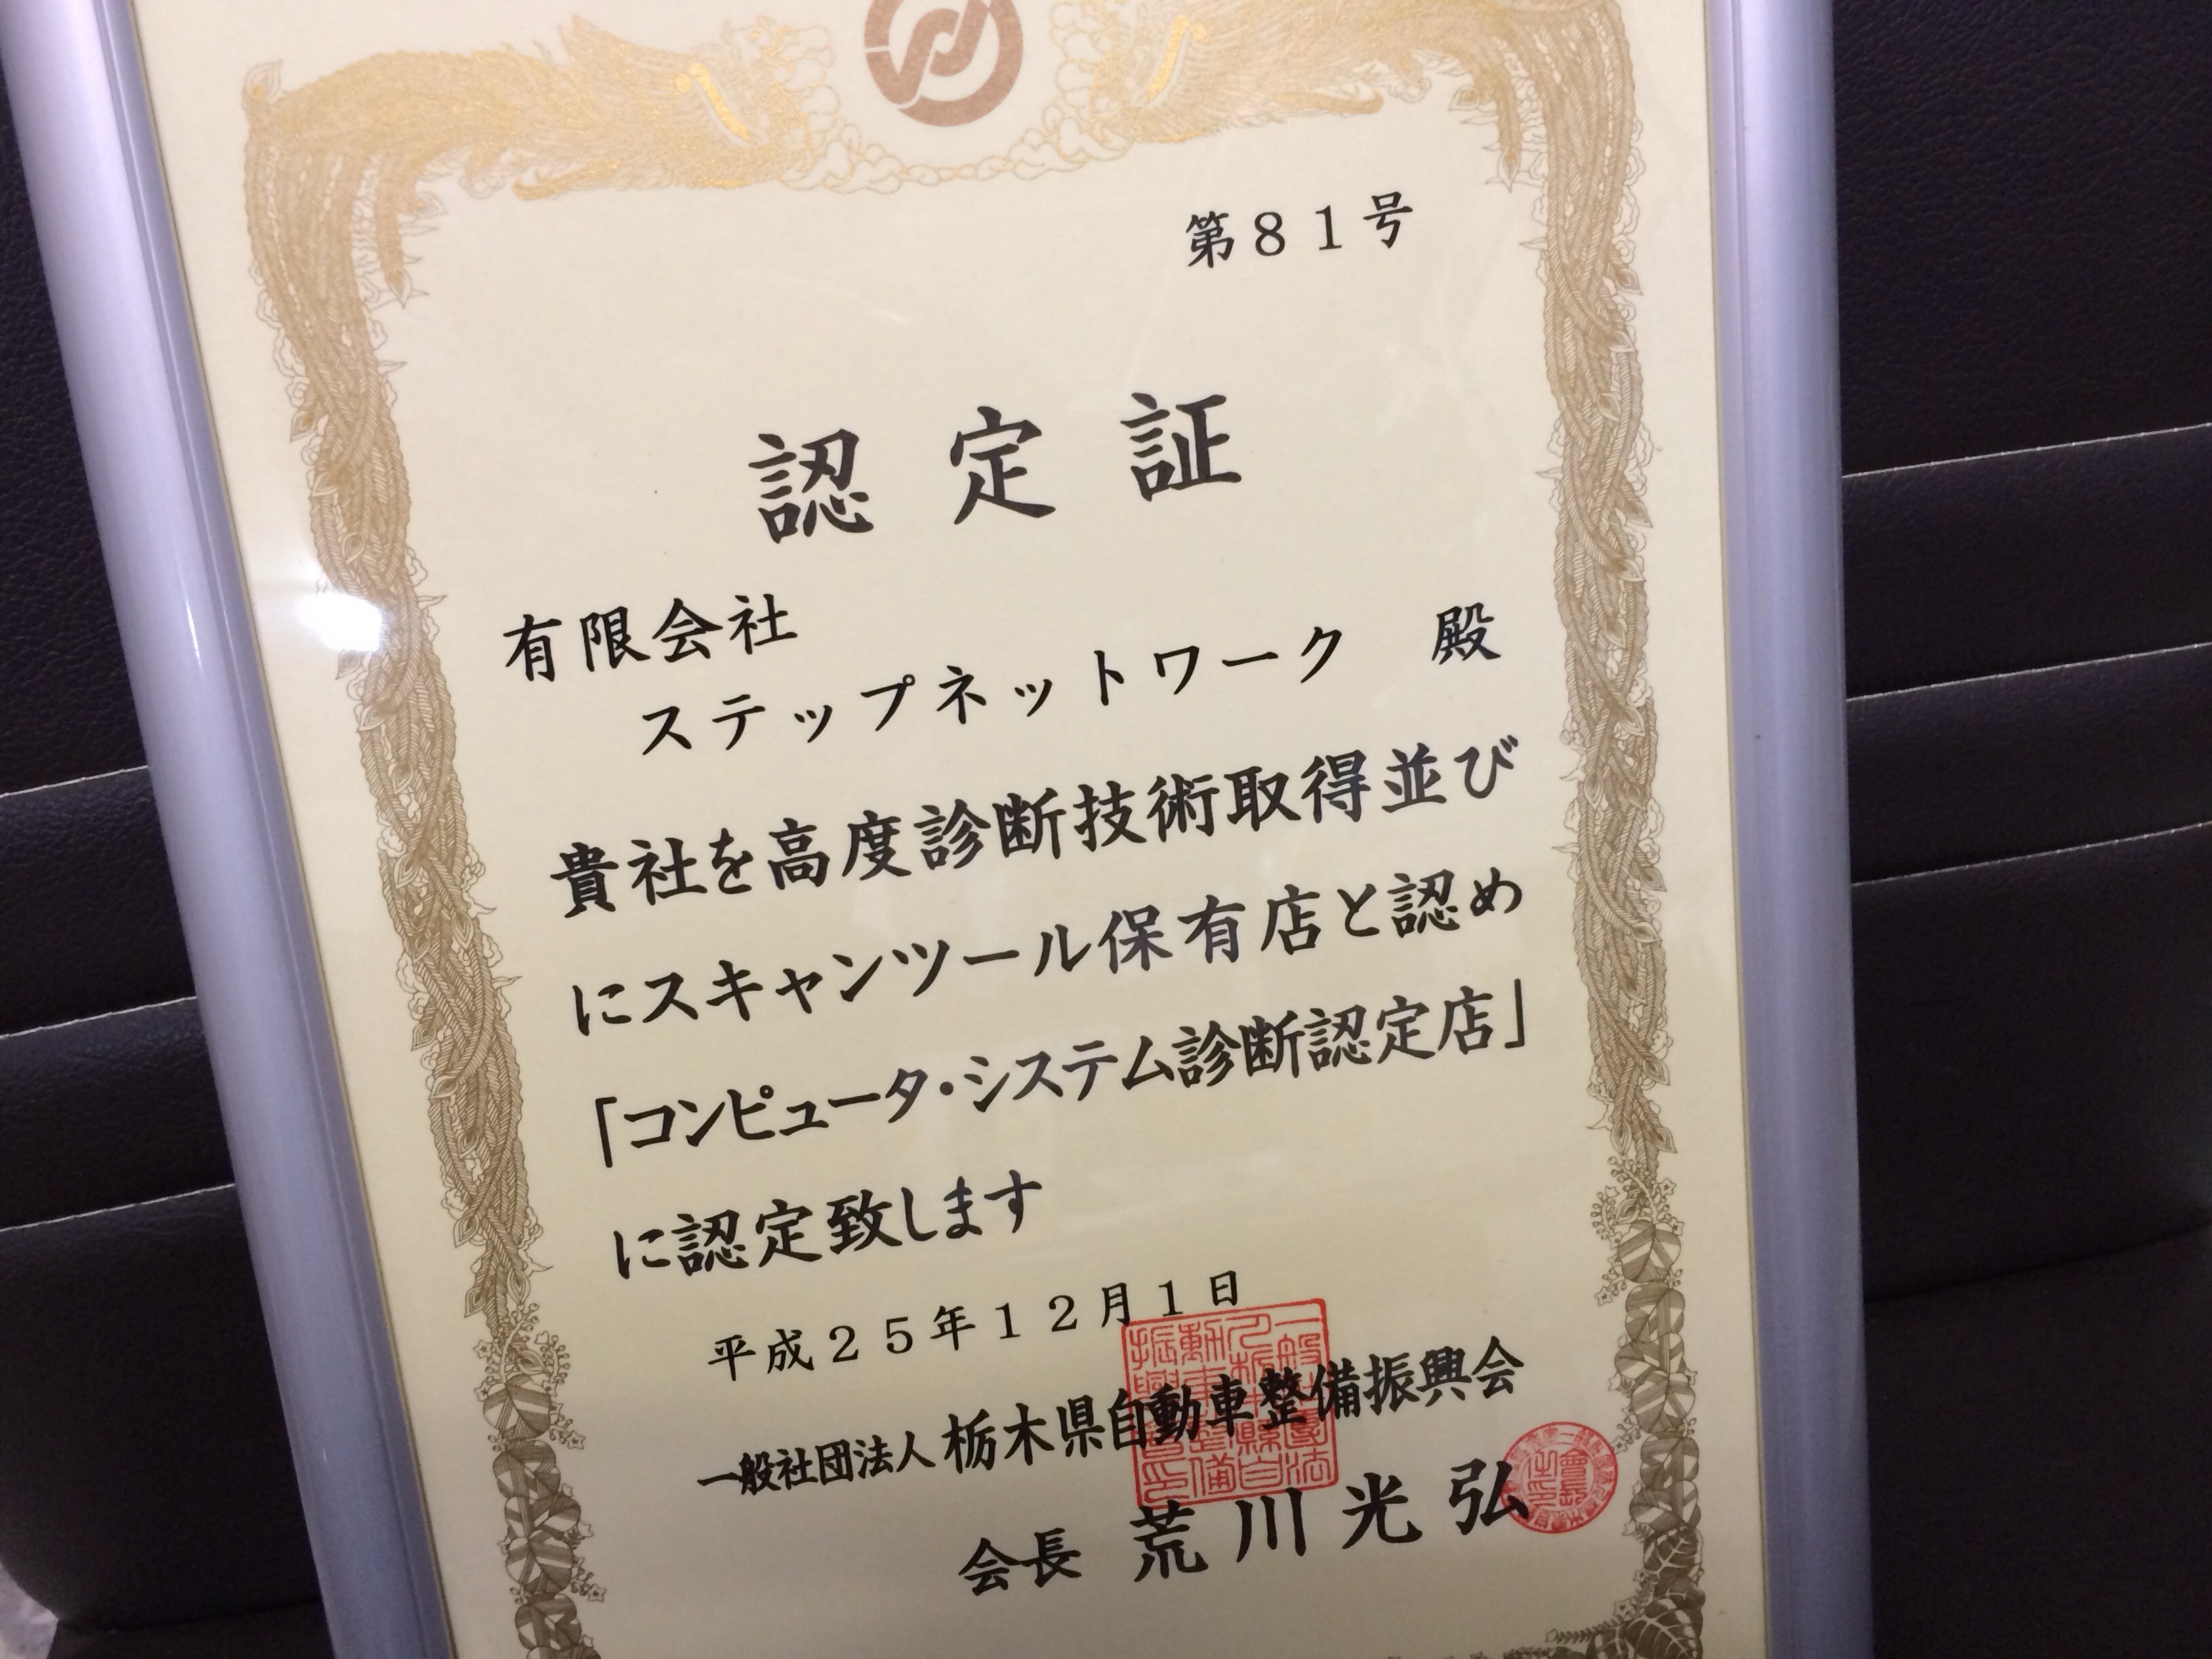 第８１号
認定証
有限会社
ステップネットワーク　殿
貴社を高度診断技術取得並び
にスキャンツール保有店と認め
「コンピュータ・システム診断認定店」
に認定致します
平成２５年１２月１日
一般社団法人 栃木県自動車整備振興会
会長 荒川光弘